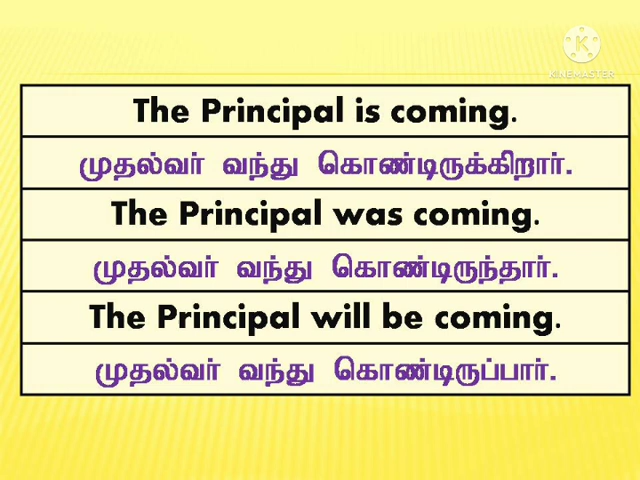 KINEMASTER
The Principal is coming.
முதல்வர் வந்து கொண்டிருக்கிறார்.
The Principal was coming.
முதல்வர் வந்து கொண்டிருந்தார்.
The Principal will be coming.
முதல்வர் வந்து கொண்டிருப்பார்.